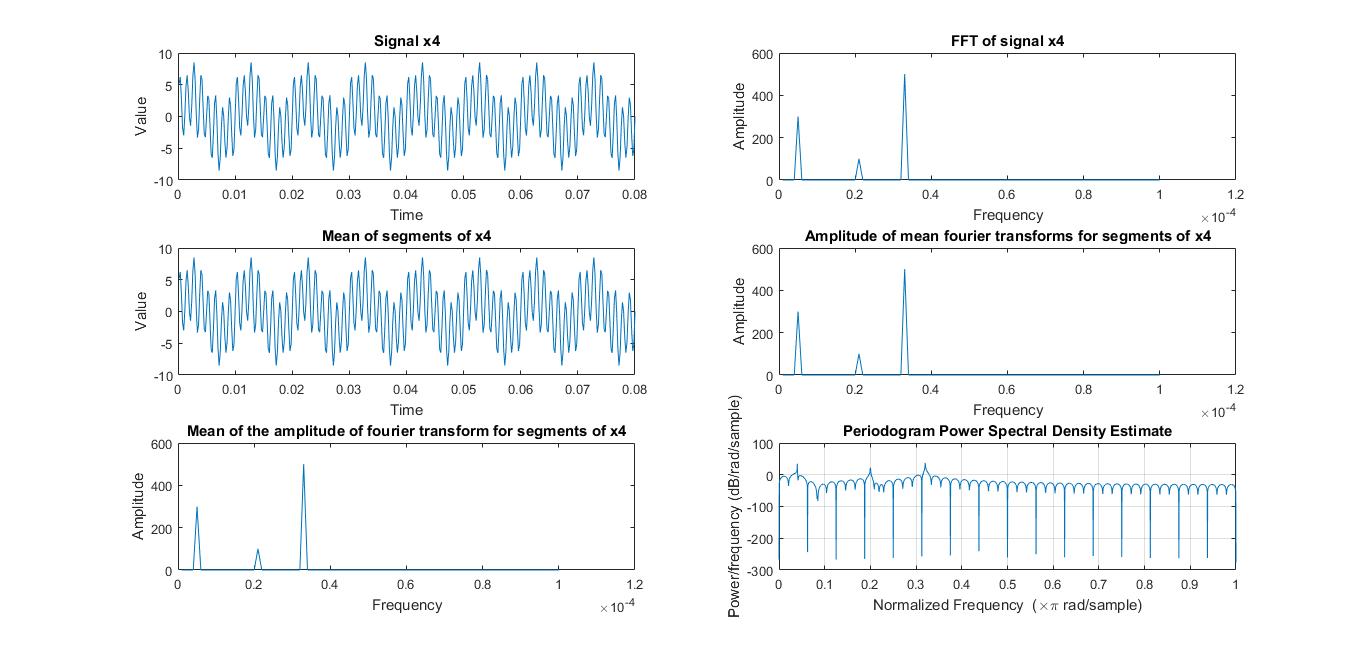 Signal x4
10
5
0
-5
-10
Value
0 0.01 0.02 0.03 0.04 0.05 0.06 0.07 0.08
Time
FFT of signal x4
600
400
200
0
Amplitude
0 0.2 0.4 0.6 0.8 1 1.2
Frequency
×10⁻⁴
Mean of segments of x4
10
5
0
-5
-10
Value
0 0.01 0.02 0.03 0.04 0.05 0.06 0.07 0.08
Time
Amplitude of mean fourier transforms for segments of x4
600
400
200
0
Amplitude
0 0.2 0.4 0.6 0.8 1 1.2
Frequency
×10⁻⁴
Mean of the amplitude of fourier transform for segments of x4
600
400
200
0
Amplitude
0 0.2 0.4 0.6 0.8 1 1.2
Frequency
×10⁻⁴
Periodogram Power Spectral Density Estimate
100
0
-100
-200
-300
Power/frequency (dB/rad/sample)
0 0.1 0.2 0.3 0.4 0.5 0.6 0.7 0.8 0.9 1
Normalized Frequency (×π rad/sample)